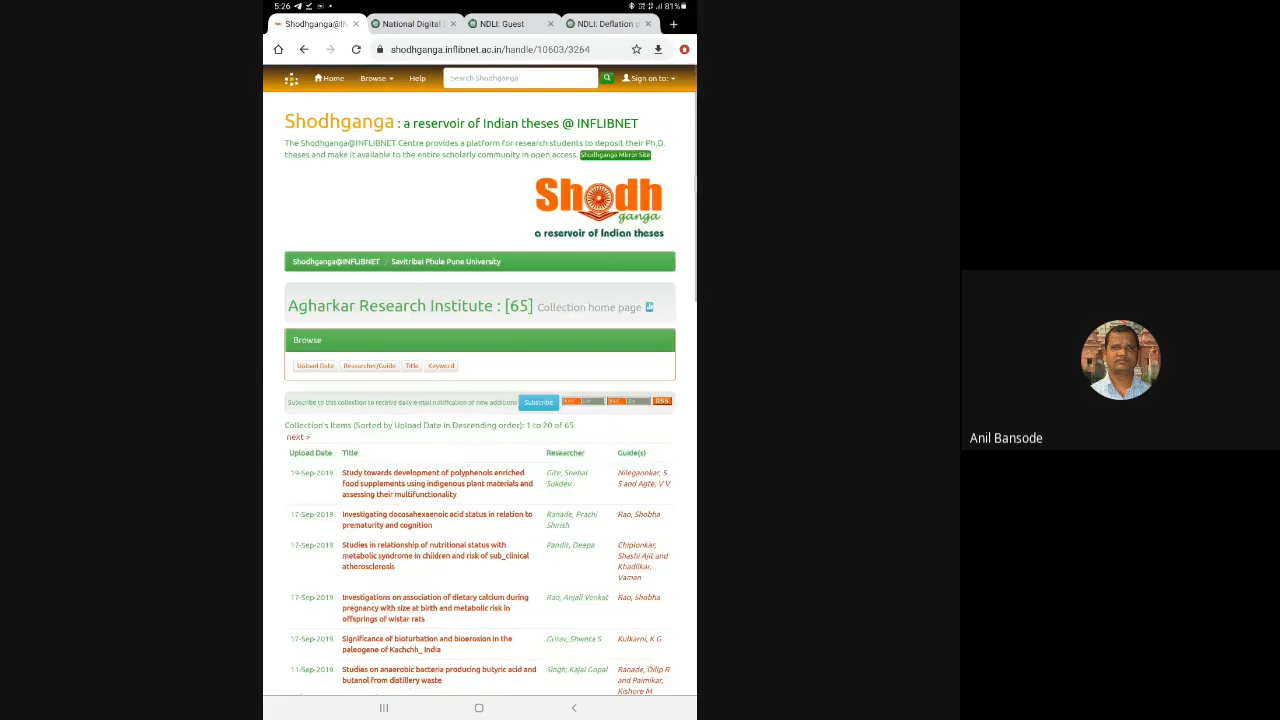 5:26
81%
Shodhganga@IN
National Digital
NDLI: Guest
NDLI: Deflation e
shodhganga.inflibnet.ac.in/handle/10603/3264
Home Browse Help Search Shodhganga Sign on to:
Shodhganga : a reservoir of Indian theses @ INFLIBNET
The Shodhganga@INFLIBNET Centre provides a platform for research students to deposit their Ph.D.
theses and make it available to the entire scholarly community in open access. Shodhganga Mirror Site
Shodh
ganga
a reservoir of Indian theses
Shodhganga@INFLIBNET / Savitribai Phule Pune University
Agharkar Research Institute : [65] Collection home page
Browse
Upload Date Researcher/Guide Title Keyword
Subscribe to this collection to receive daily e-mail notification of new additions Subscribe RSS
Collection's Items (Sorted by Upload Date in Descending order): 1 to 20 of 65
next >
Upload Date Title Researcher Guide(s)
19-Sep-2019 Study towards development of polyphenols enriched Gite, Snehal Nilegaonkar, S
food supplements using indigenous plant materials and Sukdev S and Agte, V V
assessing their multifunctionality
17-Sep-2019 Investigating docosahexaenoic acid status in relation to Ranade, Prachi Rao, Shobha
prematurity and cognition Shirish
17-Sep-2019 Studies in relationship of nutritional status with Pandit, Deepa Chiplonkar,
metabolic syndrome in children and risk of sub_clinical Shashi Ajit and
atherosclerosis Khadilkar,
Vaman
17-Sep-2019 Investigations on association of dietary calcium during Rao, Anjali Venkat Rao, Shobha
pregnancy with size at birth and metabolic risk in
offsprings of wistar rats
17-Sep-2019 Significance of bioturbation and bioerosion in the Gurav, Shweta S Kulkarni, K G
paleogene of Kachchh_ India
11-Sep-2019 Studies on anaerobic bacteria producing butyric acid and Singh, Kajal Gopal Ranade, Dilip R
butanol from distillery waste and Paimikar,
Kishore M
Anil Bansode